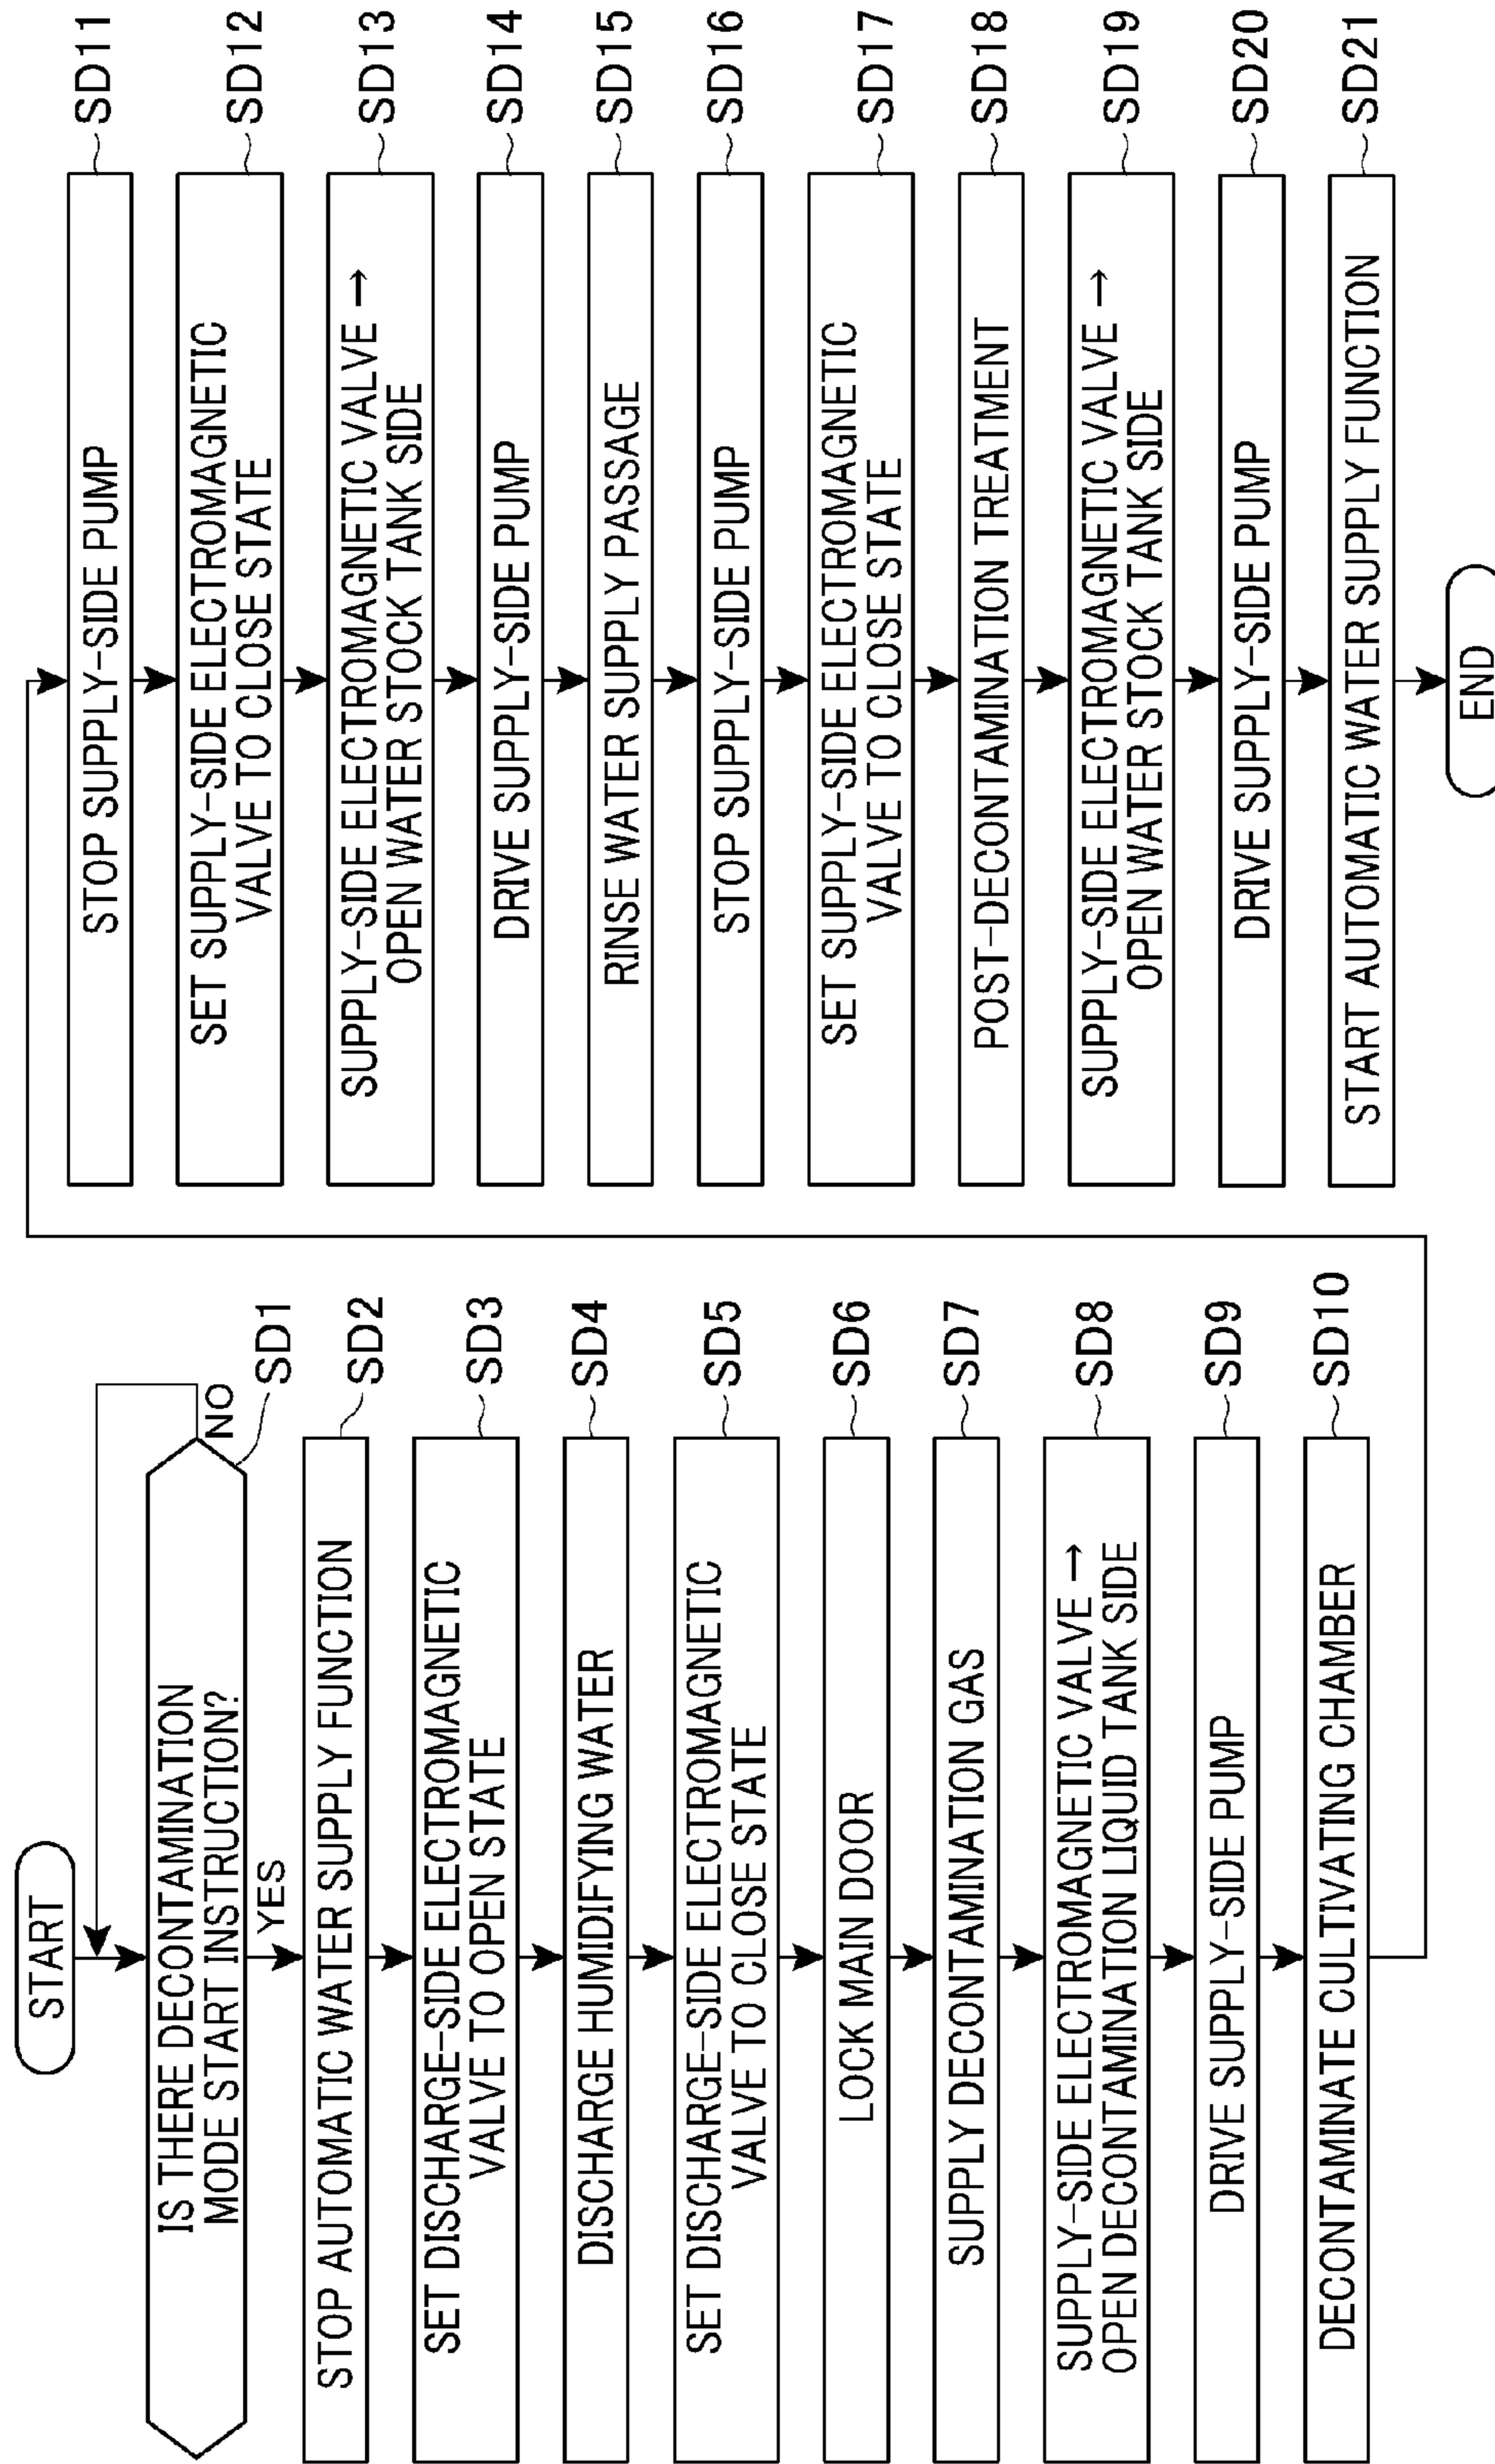 START
IS THERE DECONTAMINATION
MODE START INSTRUCTION?
NO
SD1
YES
STOP AUTOMATIC WATER SUPPLY FUNCTION
SD2
SET DISCHARGE-SIDE ELECTROMAGNETIC
VALVE TO OPEN STATE
SD3
DISCHARGE HUMIDIFYING WATER
SD4
SET DISCHARGE-SIDE ELECTROMAGNETIC
VALVE TO CLOSE STATE
SD5
LOCK MAIN DOOR
SD6
SUPPLY DECONTAMINATION GAS
SD7
SUPPLY-SIDE ELECTROMAGNETIC VALVE →
OPEN DECONTAMINATION LIQUID TANK SIDE
SD8
DRIVE SUPPLY-SIDE PUMP
SD9
DECONTAMINATE CULTIVATING CHAMBER
SD10
STOP SUPPLY-SIDE PUMP
SD11
SET SUPPLY-SIDE ELECTROMAGNETIC
VALVE TO CLOSE STATE
SD12
SUPPLY-SIDE ELECTROMAGNETIC VALVE →
OPEN WATER STOCK TANK SIDE
SD13
DRIVE SUPPLY-SIDE PUMP
SD14
RINSE WATER SUPPLY PASSAGE
SD15
STOP SUPPLY-SIDE PUMP
SD16
SET SUPPLY-SIDE ELECTROMAGNETIC
VALVE TO CLOSE STATE
SD17
POST-DECONTAMINATION TREATMENT
SD18
SUPPLY-SIDE ELECTROMAGNETIC VALVE →
OPEN WATER STOCK TANK SIDE
SD19
DRIVE SUPPLY-SIDE PUMP
SD20
START AUTOMATIC WATER SUPPLY FUNCTION
SD21
END